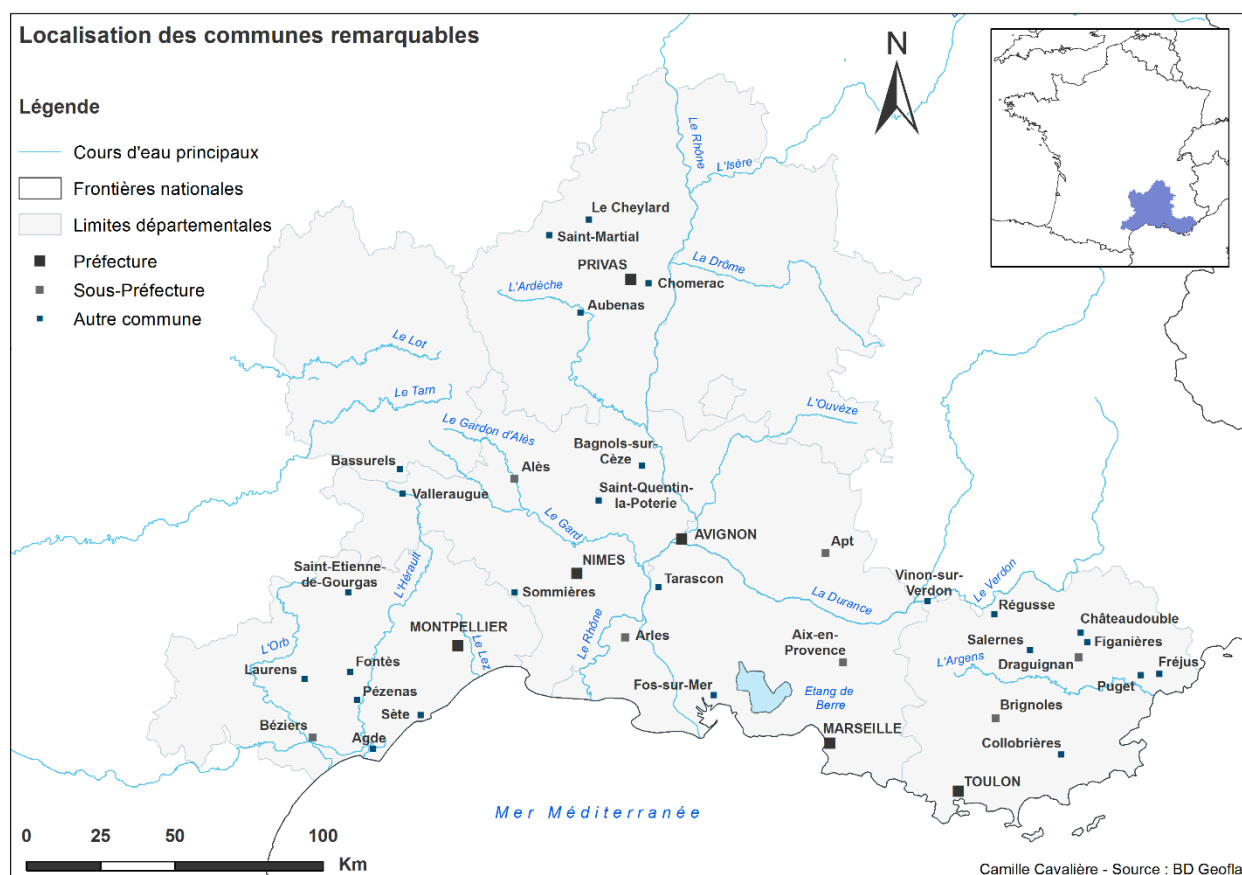 Localisation des communes remarquables
Légende
Cours d'eau principaux
Frontières nationales
Limites départementales
Préfecture
Sous-Préfecture
Autre commune
N
Le Rhône
L'Isère
Le Cheylard
Saint-Martial
PRIVAS
La Drôme
Chomerac
L'Ardèche
Aubenas
Le Lot
Le Tarn
L'Ouvèze
Le Gardon d'Alès
Bagnols-sur-
Cèze
Bassurels
Alès
Valleraugue
Saint-Quentin-
la-Poterie
Le Gard
AVIGNON
Apt
Saint-Etienne-
de-Gourgas
L'Hérault
NIMES
Tarascon
Vinon-sur-
Verdon
Le Verdon
Sommières
La Durance
Régusse
Châteaudouble
MONTPELLIER
Le Lez
Le Rhône
Arles
Aix-en-
Provence
Salernes
Figanières
L'Orb
L'Argens
Draguignan
Laurens
Fontès
Fréjus
Puget
Pézenas
Fos-sur-Mer
Etang de
Berre
Sète
Brignoles
Béziers
Agde
MARSEILLE
Collobrières
TOULON
Mer Méditerranée
0 25 50 100
Km
Camille Cavalière - Source : BD Geofla